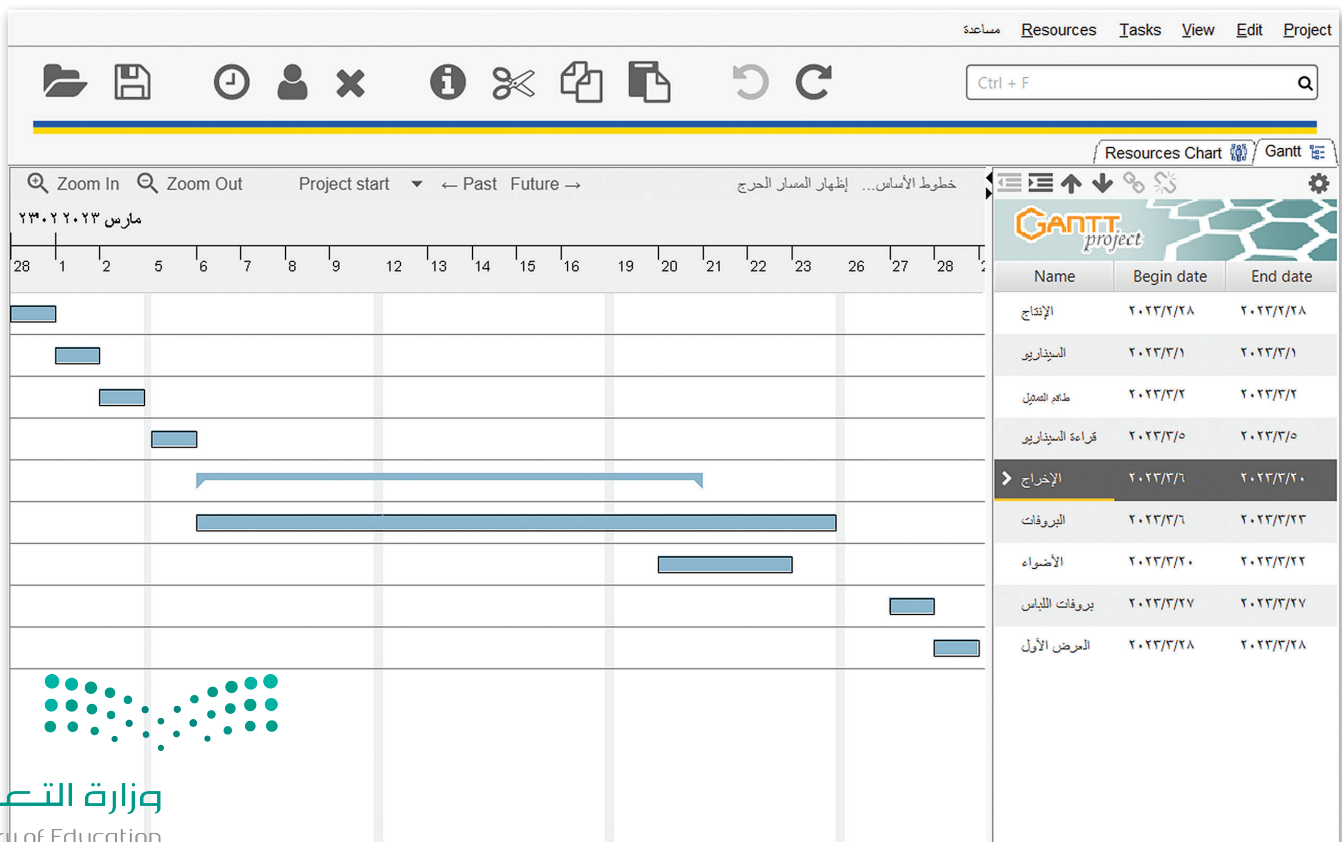 مساعدة Resources Tasks View Edit Project
Ctrl + F
Resources Chart Gantt
Zoom In Zoom Out Project start ← Past Future → خطوط الأساس... إظهار المسار الحرج
مارس ٢٠٢٣
GANTT project
28 1 2 5 6 7 8 9 12 13 14 15 16 19 20 21 22 23 26 27 28
Name Begin date End date
الإنتاج ٢٠٢٣/٢/٢٨ ٢٠٢٣/٢/٢٨
السيناريو ٢٠٢٣/٣/١ ٢٠٢٣/٣/١
طاقم التمثيل ٢٠٢٣/٣/٢ ٢٠٢٣/٣/٢
قراءة السيناريو ٢٠٢٣/٣/٥ ٢٠٢٣/٣/٥
الإخراج ٢٠٢٣/٣/٦ ٢٠٢٣/٣/٢٠
البروفات ٢٠٢٣/٣/٦ ٢٠٢٣/٣/٢٣
الأضواء ٢٠٢٣/٣/٢٠ ٢٠٢٣/٣/٢٢
بروفات اللباس ٢٠٢٣/٣/٢٧ ٢٠٢٣/٣/٢٧
العرض الأول ٢٠٢٣/٣/٢٨ ٢٠٢٣/٣/٢٨
وزارة التـعـ
ry of Education